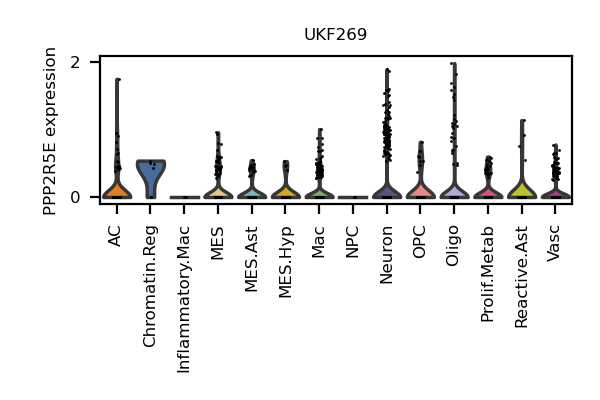 UKF269
PPP2R5E expression
2
0
AC
Chromatin.Reg
Inflammatory.Mac
MES
MES.Ast
MES.Hyp
Mac
NPC
Neuron
OPC
Oligo
Prolif.Metab
Reactive.Ast
Vasc